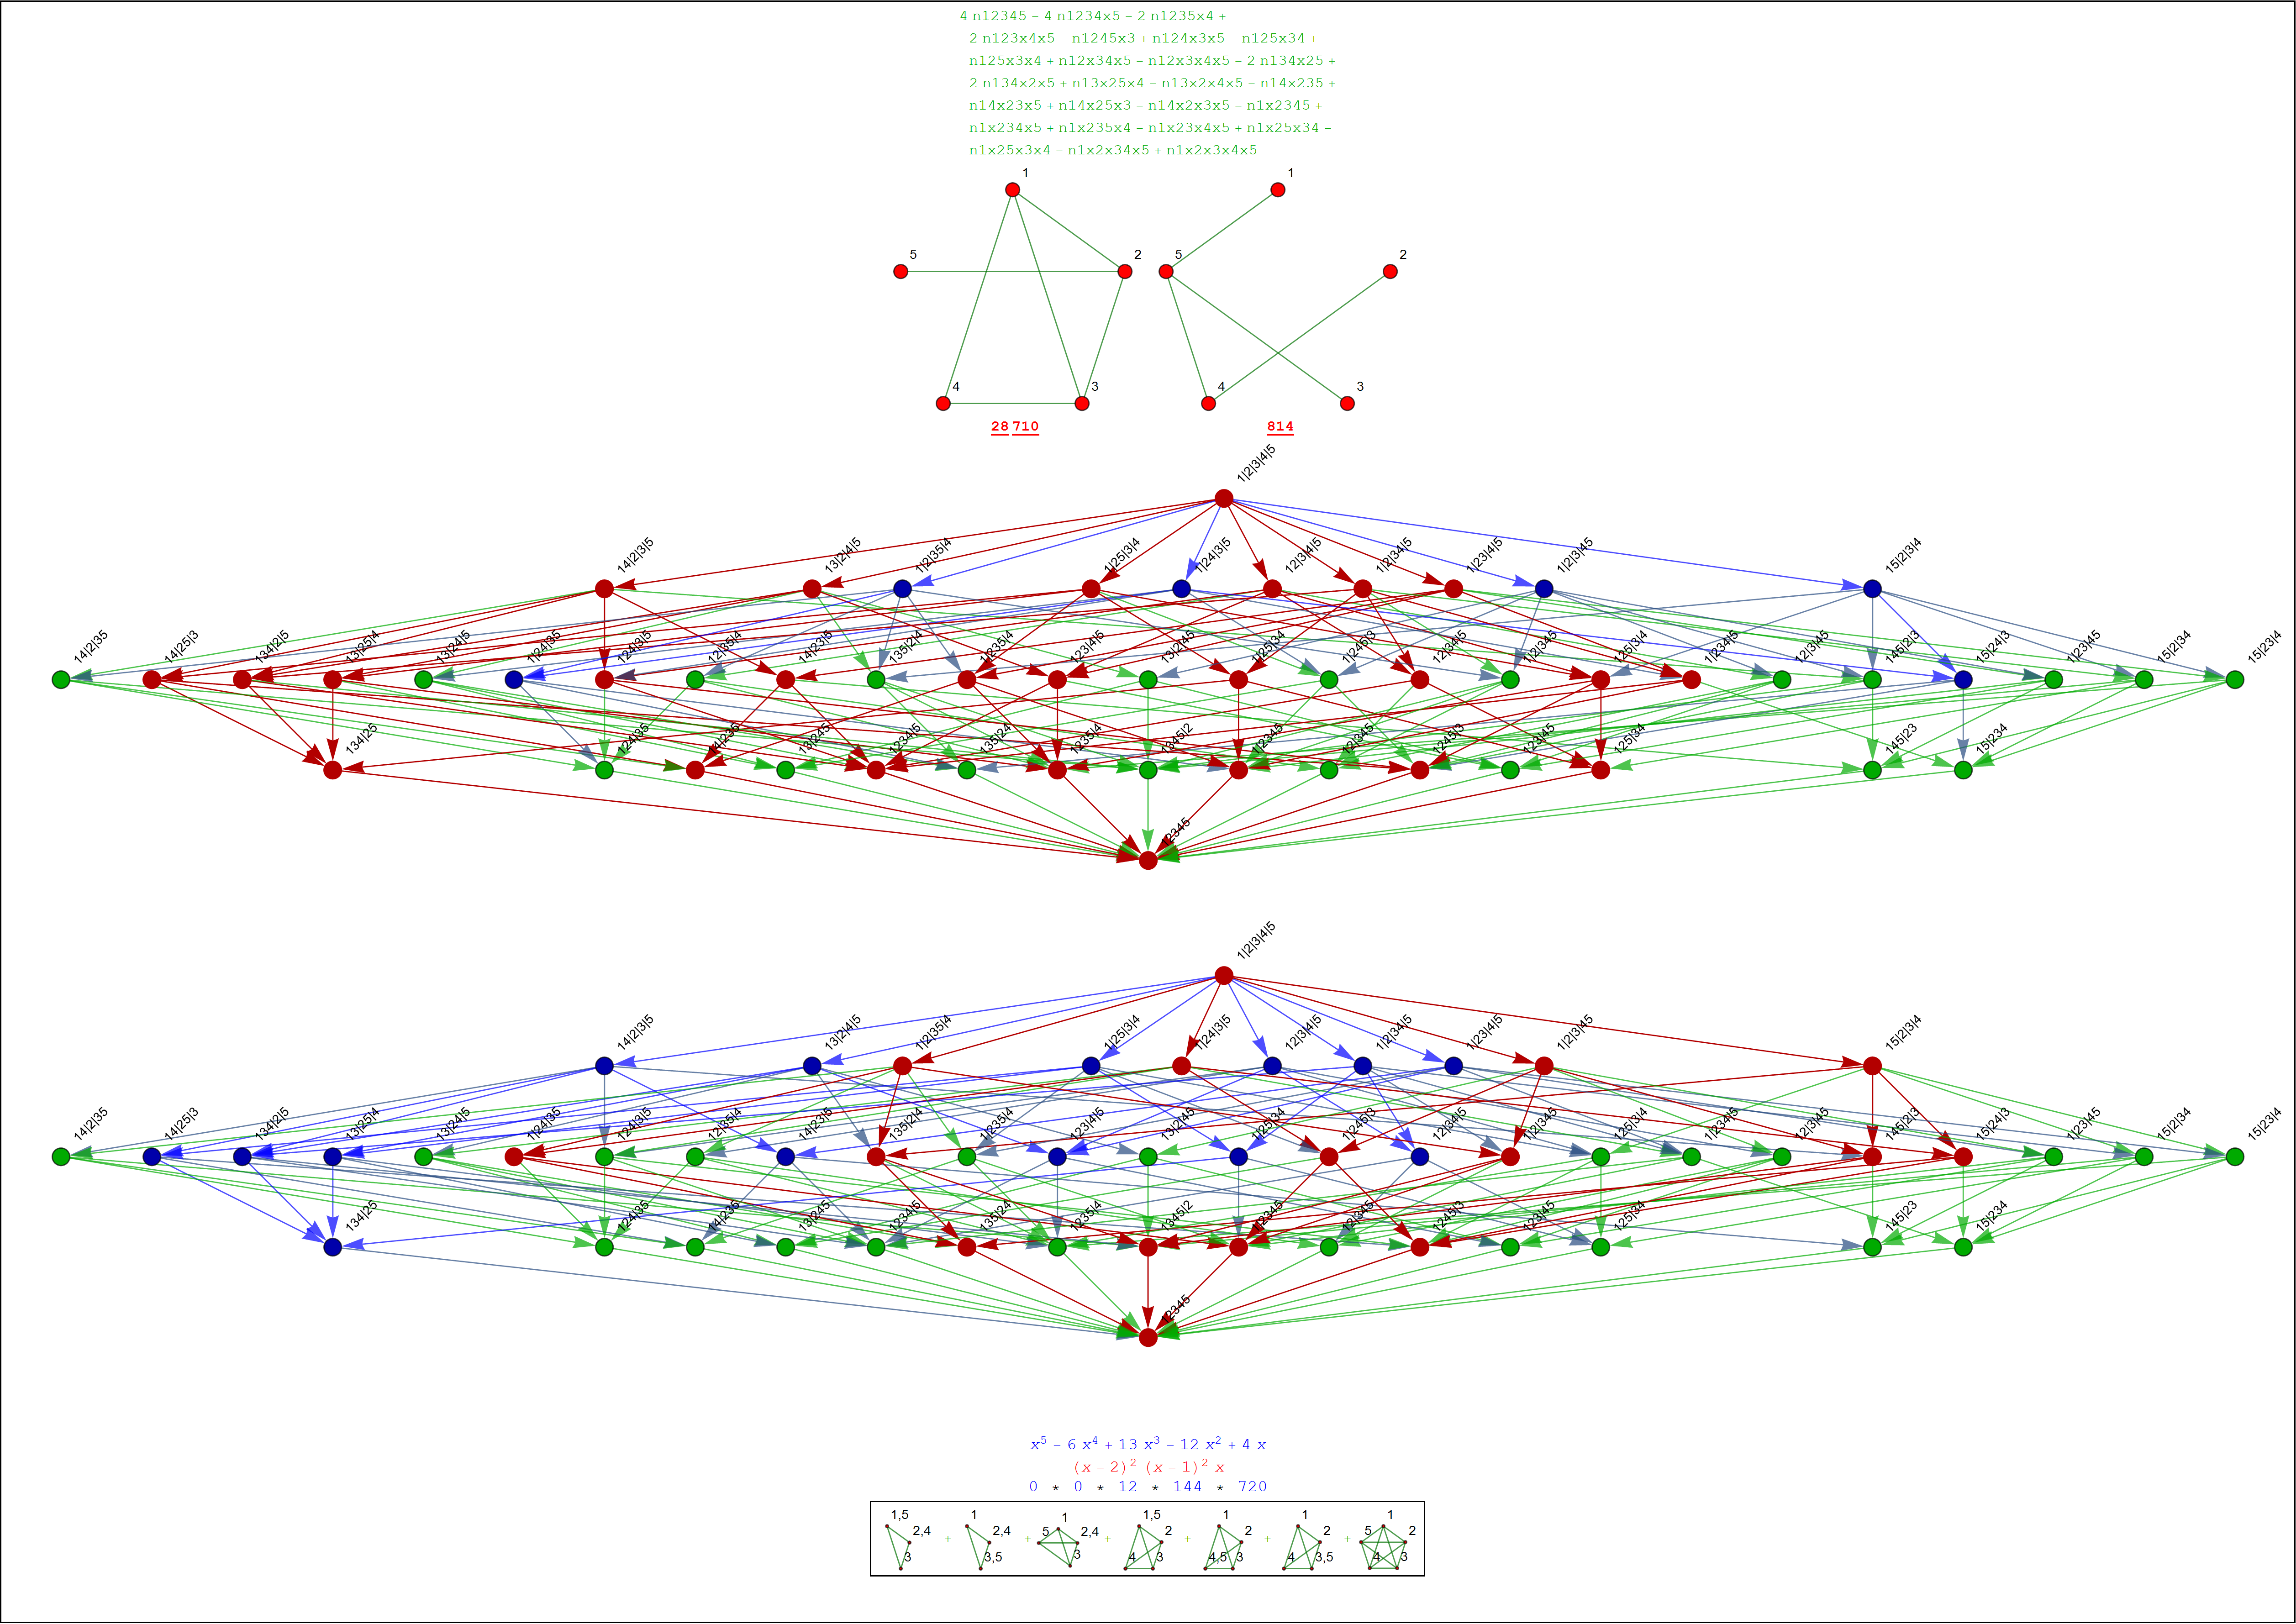 4 n12345 − 4 n1234x5 − 2 n1235x4 +
2 n123x4x5 − n1245x3 + n124x3x5 − n125x34 +
n125x3x4 + n12x34x5 − n12x3x4x5 − 2 n134x25 +
2 n134x2x5 + n13x25x4 − n13x2x4x5 − n14x235 +
n14x23x5 + n14x25x3 − n14x2x3x5 − n1x2345 +
n1x234x5 + n1x235x4 − n1x23x4x5 + n1x25x34 −
n1x25x3x4 − n1x2x34x5 + n1x2x3x4x5
1 1
5 2 5 2
4 3 4 3
28 710 814
1|2|3|4|5
14|2|3|5 13|2|4|5 1|2|35|4 1|25|3|4 1|24|3|5 12|3|4|5 1|2|34|5 1|23|4|5 1|2|3|45 15|2|3|4
14|2|35 14|25|3 134|2|5 13|25|4 13|24|5 1|24|35 124|3|5 12|35|4 14|23|5 135|2|4 1|235|4 123|4|5 13|2|45 1|25|34 1|245|3 12|34|5 1|2|345 125|3|4 1|234|5 12|3|45 145|2|3 15|24|3 1|23|45 15|2|34 15|23|4
134|25 124|35 14|235 13|245 1234|5 135|24 1235|4 1345|2 1|2345 12|345 1245|3 123|45 125|34 145|23 15|234
12345
1|2|3|4|5
14|2|3|5 13|2|4|5 1|2|35|4 1|25|3|4 1|24|3|5 12|3|4|5 1|2|34|5 1|23|4|5 1|2|3|45 15|2|3|4
14|2|35 14|25|3 134|2|5 13|25|4 13|24|5 1|24|35 124|3|5 12|35|4 14|23|5 135|2|4 1|235|4 123|4|5 13|2|45 1|25|34 1|245|3 12|34|5 1|2|345 125|3|4 1|234|5 12|3|45 145|2|3 15|24|3 1|23|45 15|2|34 15|23|4
134|25 124|35 14|235 13|245 1234|5 135|24 1235|4 1345|2 1|2345 12|345 1245|3 123|45 125|34 145|23 15|234
12345
x⁵ − 6 x⁴ + 13 x³ − 12 x² + 4 x
(x − 2)² (x − 1)² x
0 * 0 * 12 * 144 * 720
1,5 2,4 3 + 1 2,4 3,5 + 1 5 2,4 3 + 1,5 2 4 3 + 1 2 4,5 3 + 1 2 4 3,5 + 1 5 2 4 3